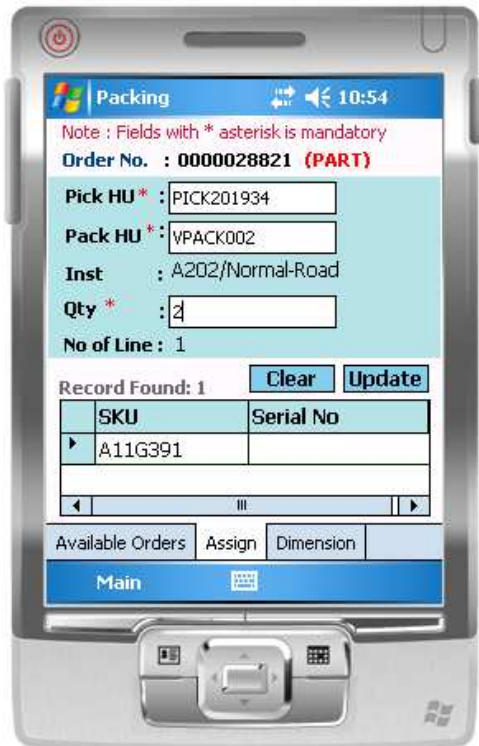 Packing 10:54
Note : Fields with * asterisk is mandatory
Order No. : 0000028821 (PART)
Pick HU* : PICK201934
Pack HU* : VPACK002
Inst : A202/Normal-Road
Qty * : 2
No of Line : 1
Record Found: 1 Clear Update
SKU Serial No
A11G391
Available Orders Assign Dimension
Main